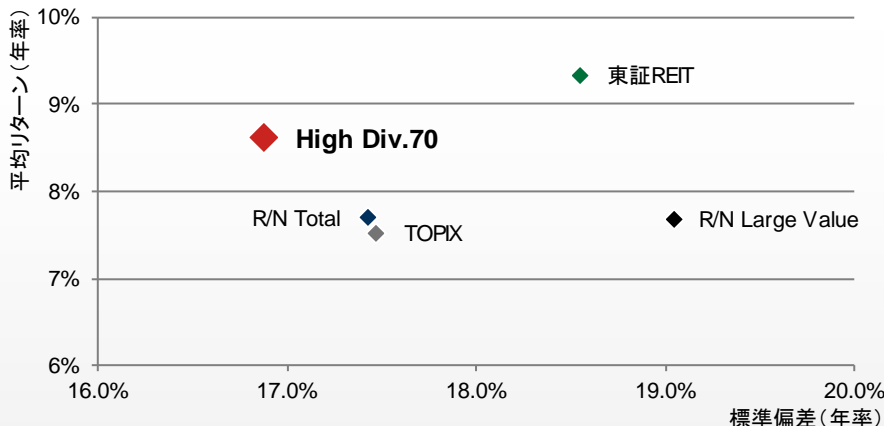 平均リターン(年率)
10%
9%
8%
7%
6%
東証REIT
High Div.70
R/N Total
TOPIX
R/N Large Value
16.0%
17.0%
18.0%
19.0%
20.0%
標準偏差(年率)